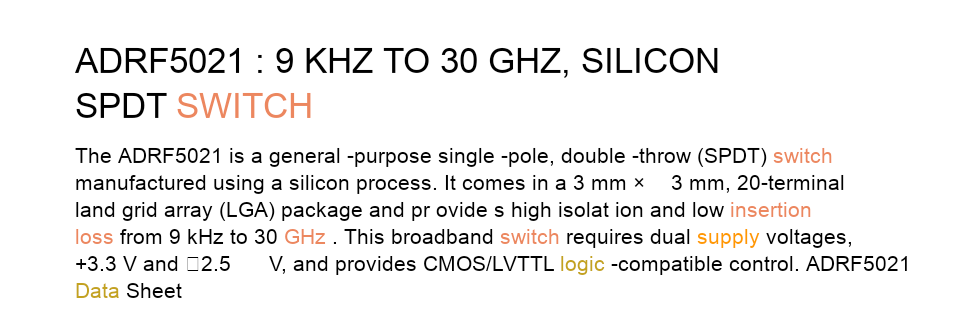 ADRF5021 : 9 KHZ TO 30 GHZ, SILICON
SPDT SWITCH
The ADRF5021 is a general -purpose single -pole, double -throw (SPDT) switch
manufactured using a silicon process. It comes in a 3 mm × 3 mm, 20-terminal
land grid array (LGA) package and pr ovide s high isolat ion and low insertion
loss from 9 kHz to 30 GHz . This broadband switch requires dual supply voltages,
+3.3 V and □2.5 V, and provides CMOS/LVTTL logic -compatible control. ADRF5021
Data Sheet